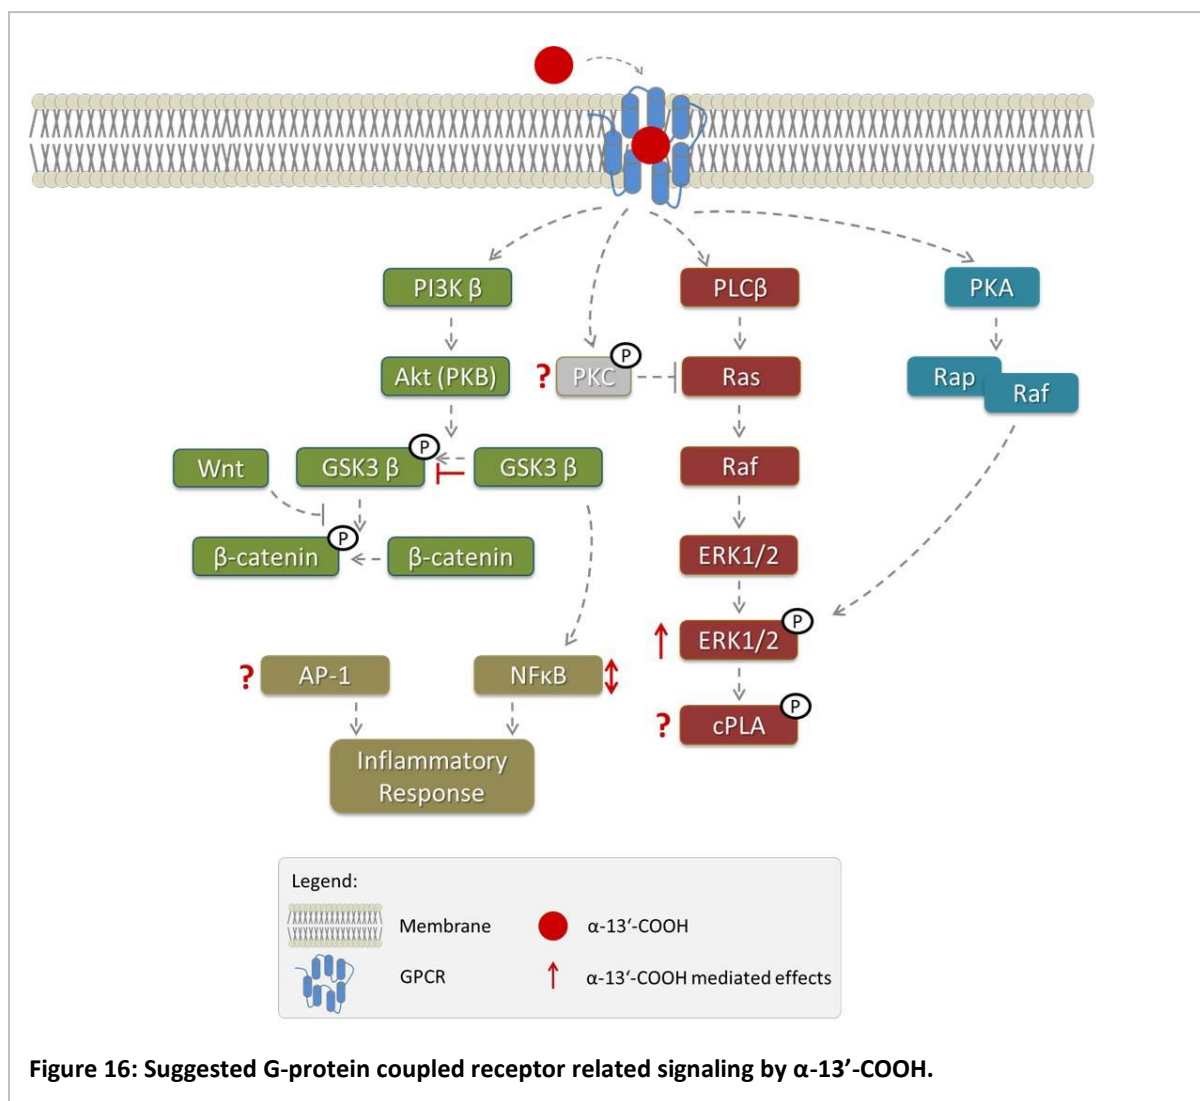 PI3K β
PLCβ
PKA
P
Akt (PKB)
?
PKC
Ras
Rap
Raf
P
Wnt
GSK3 β
GSK3 β
Raf
P
β-catenin
β-catenin
ERK1/2
P
ERK1/2
?
AP-1
NFκB
P
?
cPLA
Inflammatory
Response
Legend:
Membrane
α-13‘-COOH
GPCR
α-13‘-COOH mediated effects
Figure 16: Suggested G-protein coupled receptor related signaling by α-13’-COOH.